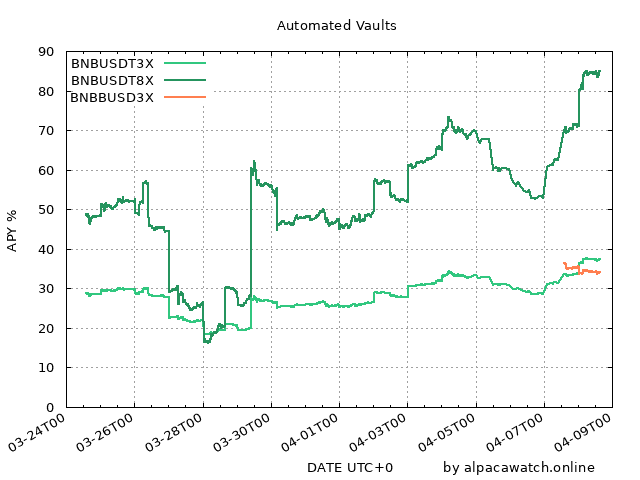 Automated Vaults
BNBUSDT3X
BNBUSDT8X
BNBBUSD3X
APY %
90
80
70
60
50
40
30
20
10
0
03-24T00
03-26T00
03-28T00
03-30T00
04-01T00
04-03T00
04-05T00
04-07T00
04-09T00
DATE UTC+0
by alpacawatch.online